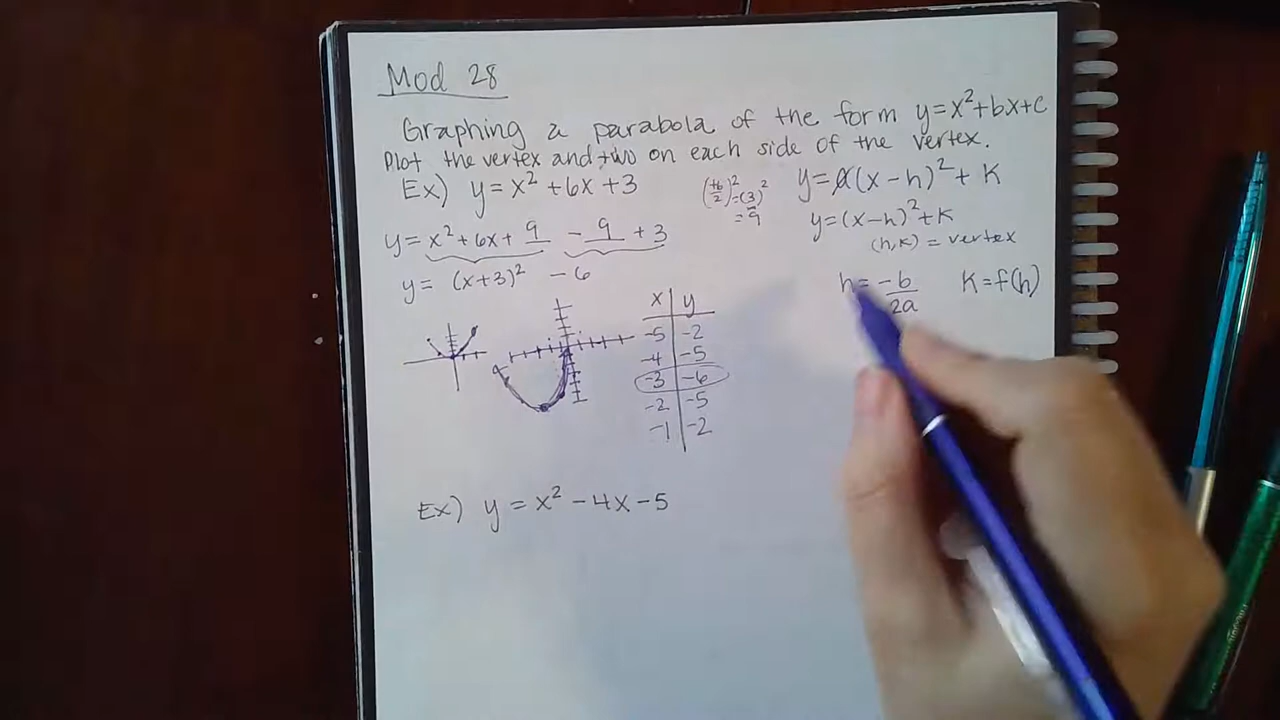 Mod 28
Graphing a parabola of the form y=x²+bx+c
Plot the vertex and two on each side of the vertex.
Ex) y=x²+6x+3
(+6/2)²=(3)²
=9
y=a(x-h)²+k
y=x²+6x+ 9 - 9 +3
y=(x-h)²+k
(h,k) = vertex
y= (x+3)² -6
h=-b/2a k=f(h)
x y
-5 -2
-4 -5
-3 -6
-2 -5
-1 -2
Ex) y=x²-4x-5